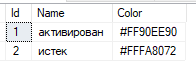 Id Name Color
1 активирован #FF90EE90
2 истек #FFFA8072